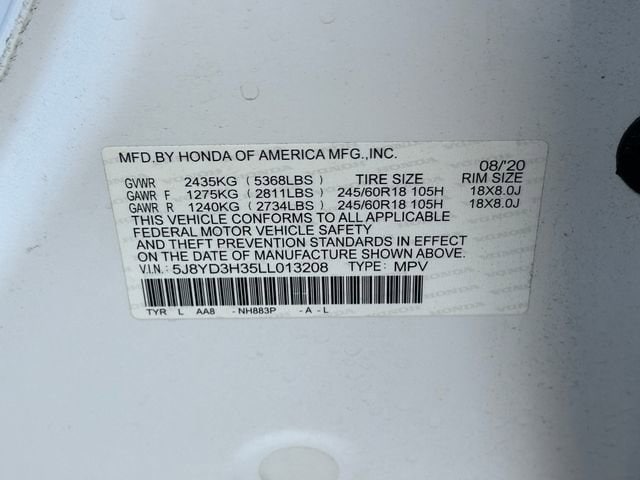 MFD.BY HONDA OF AMERICA MFG.,INC.
08/'20
GVWR 2435KG (5368LBS) TIRE SIZE RIM SIZE
GAWR F 1275KG (2811LBS) 245/60R18 105H 18X8.0J
GAWR R 1240KG (2734LBS) 245/60R18 105H 18X8.0J
THIS VEHICLE CONFORMS TO ALL APPLICABLE
FEDERAL MOTOR VEHICLE SAFETY
AND THEFT PREVENTION STANDARDS IN EFFECT
ON THE DATE OF MANUFACTURE SHOWN ABOVE.
V.I.N.: 5J8YD3H35LL013208 TYPE: MPV
TYR L AA8 -NH883P -A-L